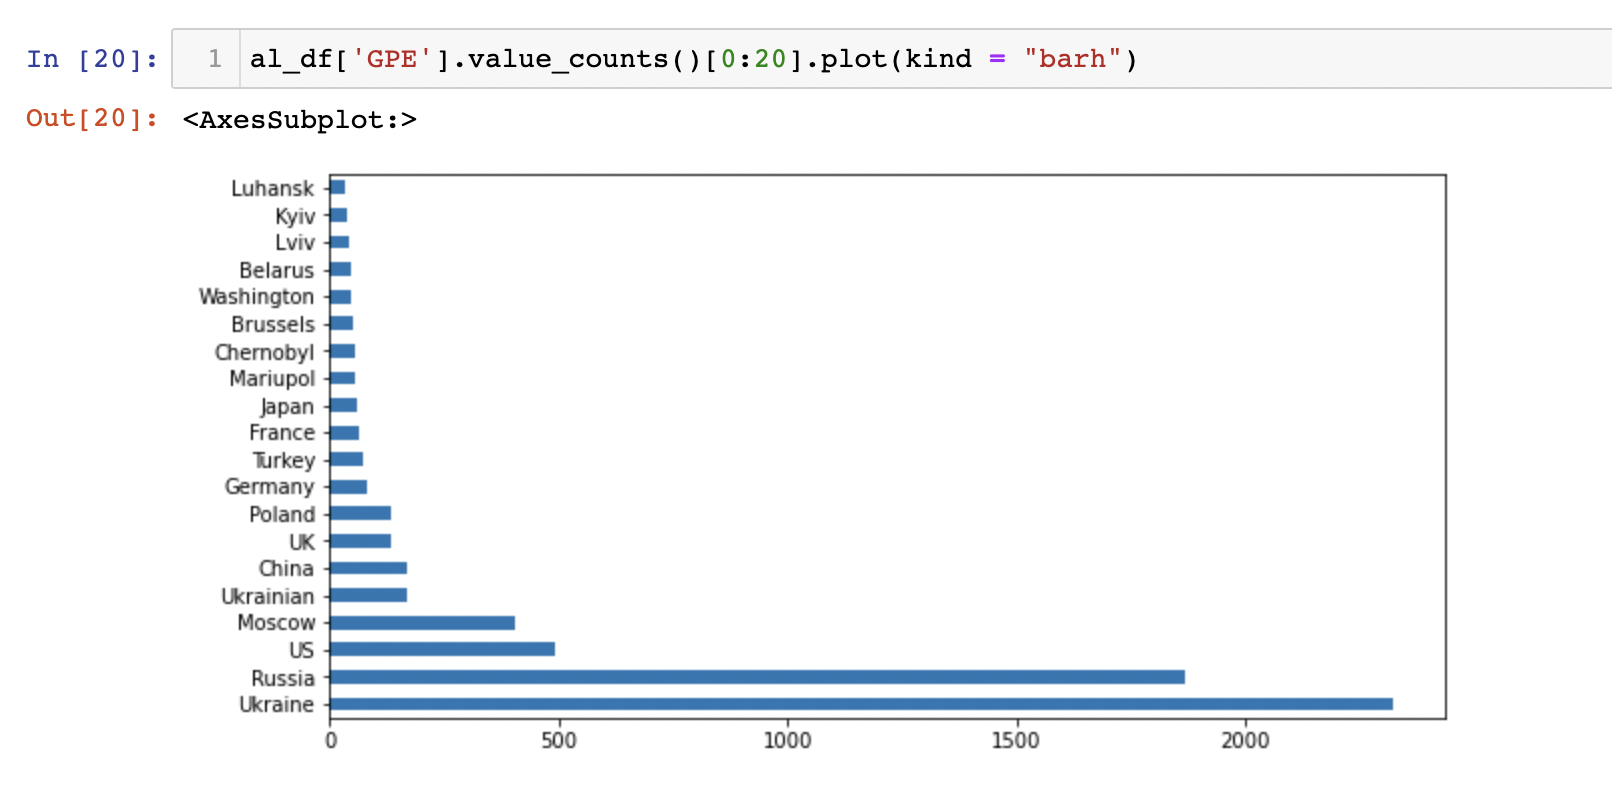 In [20]: 1 al_df['GPE'].value_counts()[0:20].plot(kind = "barh")
Out[20]: <AxesSubplot:>
Luhansk
Kyiv
Lviv
Belarus
Washington
Brussels
Chernobyl
Mariupol
Japan
France
Turkey
Germany
Poland
UK
China
Ukrainian
Moscow
US
Russia
Ukraine
0 500 1000 1500 2000